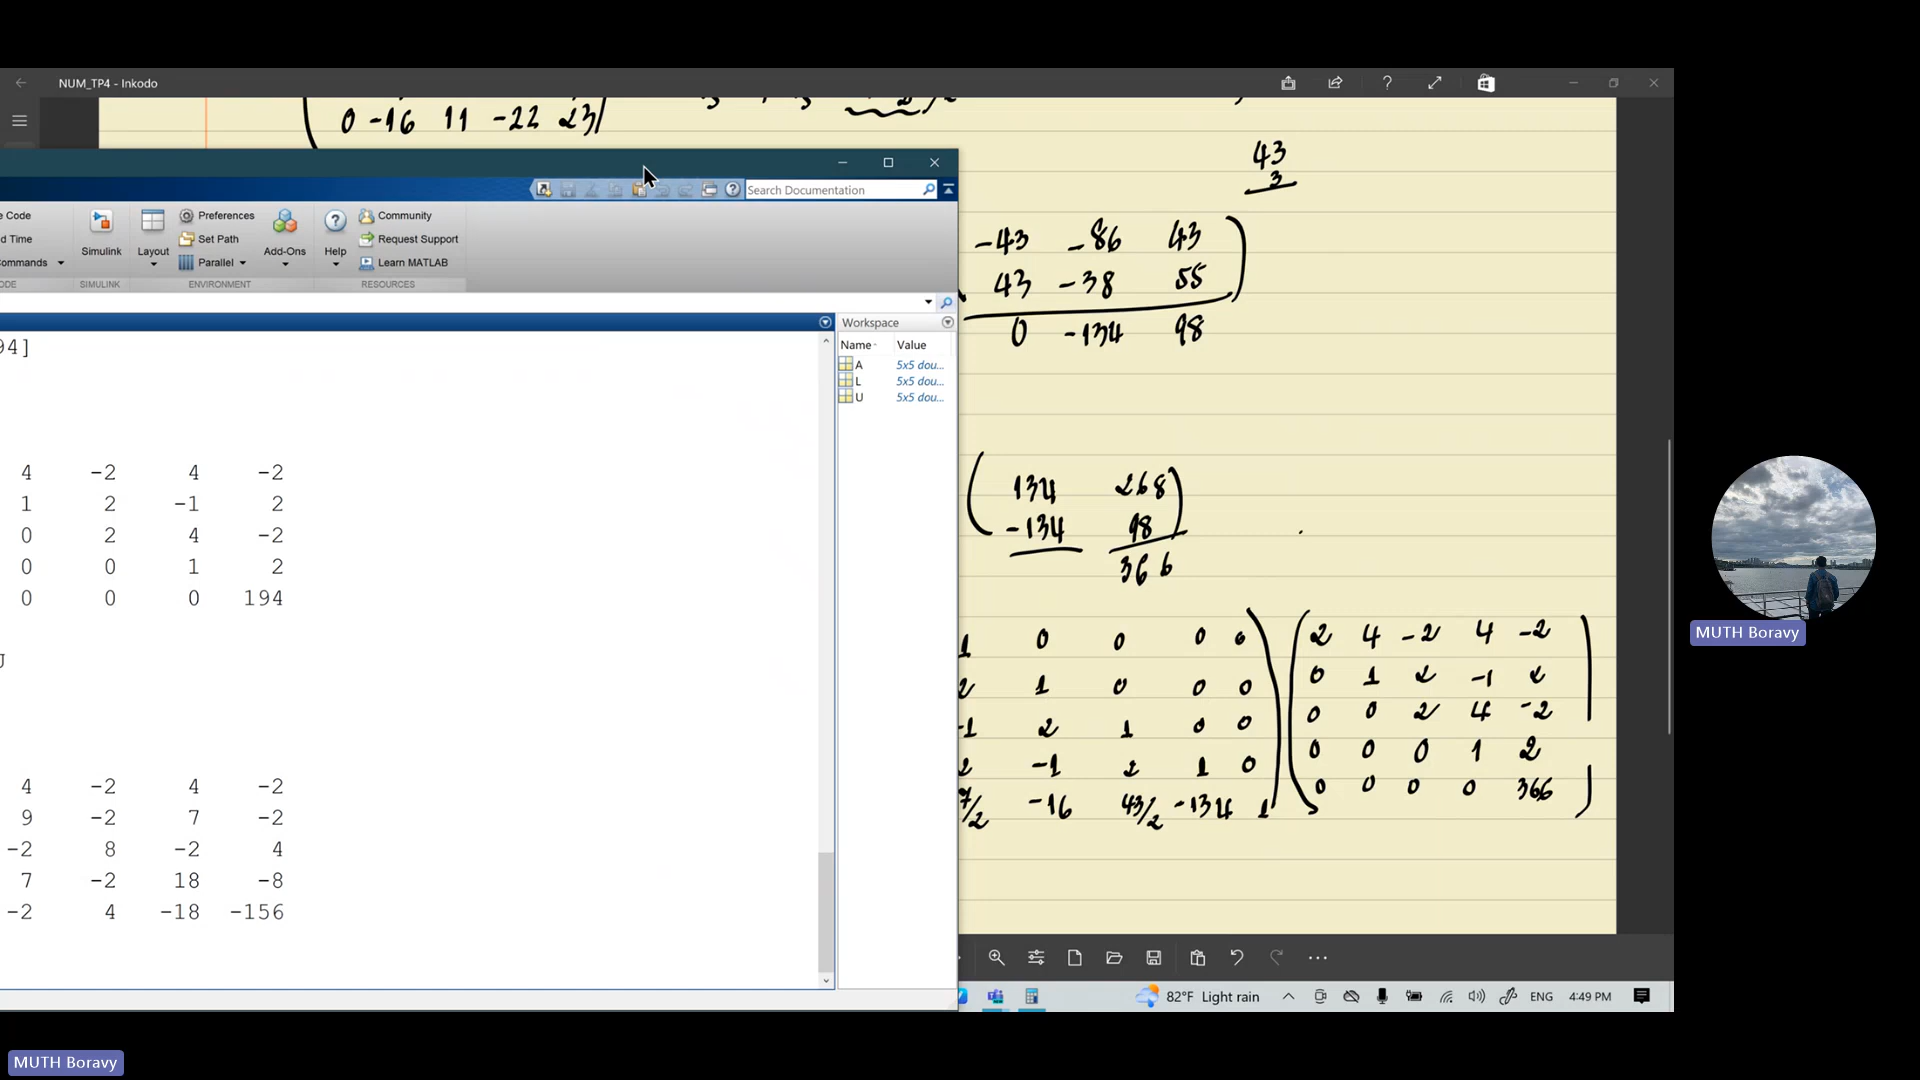 NUM_TP4 - Inkodo
0 -16 11 -22 23
43
3
Search Documentation
e Code
d Time
ommands
Simulink
Layout
Preferences
Set Path
Parallel
Add-Ons
Help
Community
Request Support
Learn MATLAB
ODE
SIMULINK
ENVIRONMENT
RESOURCES
-43 -86 43
43 -38 55
0 -134 98
Workspace
Name Value
A 5x5 dou...
L 5x5 dou...
U 5x5 dou...
94]
4 -2 4 -2
1 2 -1 2
0 2 4 -2
0 0 1 2
0 0 0 194
134 268
-134 98
366
4 -2 4 -2
9 -2 7 -2
-2 8 -2 4
7 -2 18 -8
-2 4 -18 -156
1 0 0 0 0
2 1 0 0 0
-1 2 1 0 0
2 -1 2 1 0
7/2 -16 43/2 -134 1
2 4 -2 4 -2
0 1 2 -1 2
0 0 2 4 -2
0 0 0 1 2
0 0 0 0 366
82°F Light rain
ENG
4:49 PM
MUTH Boravy
MUTH Boravy